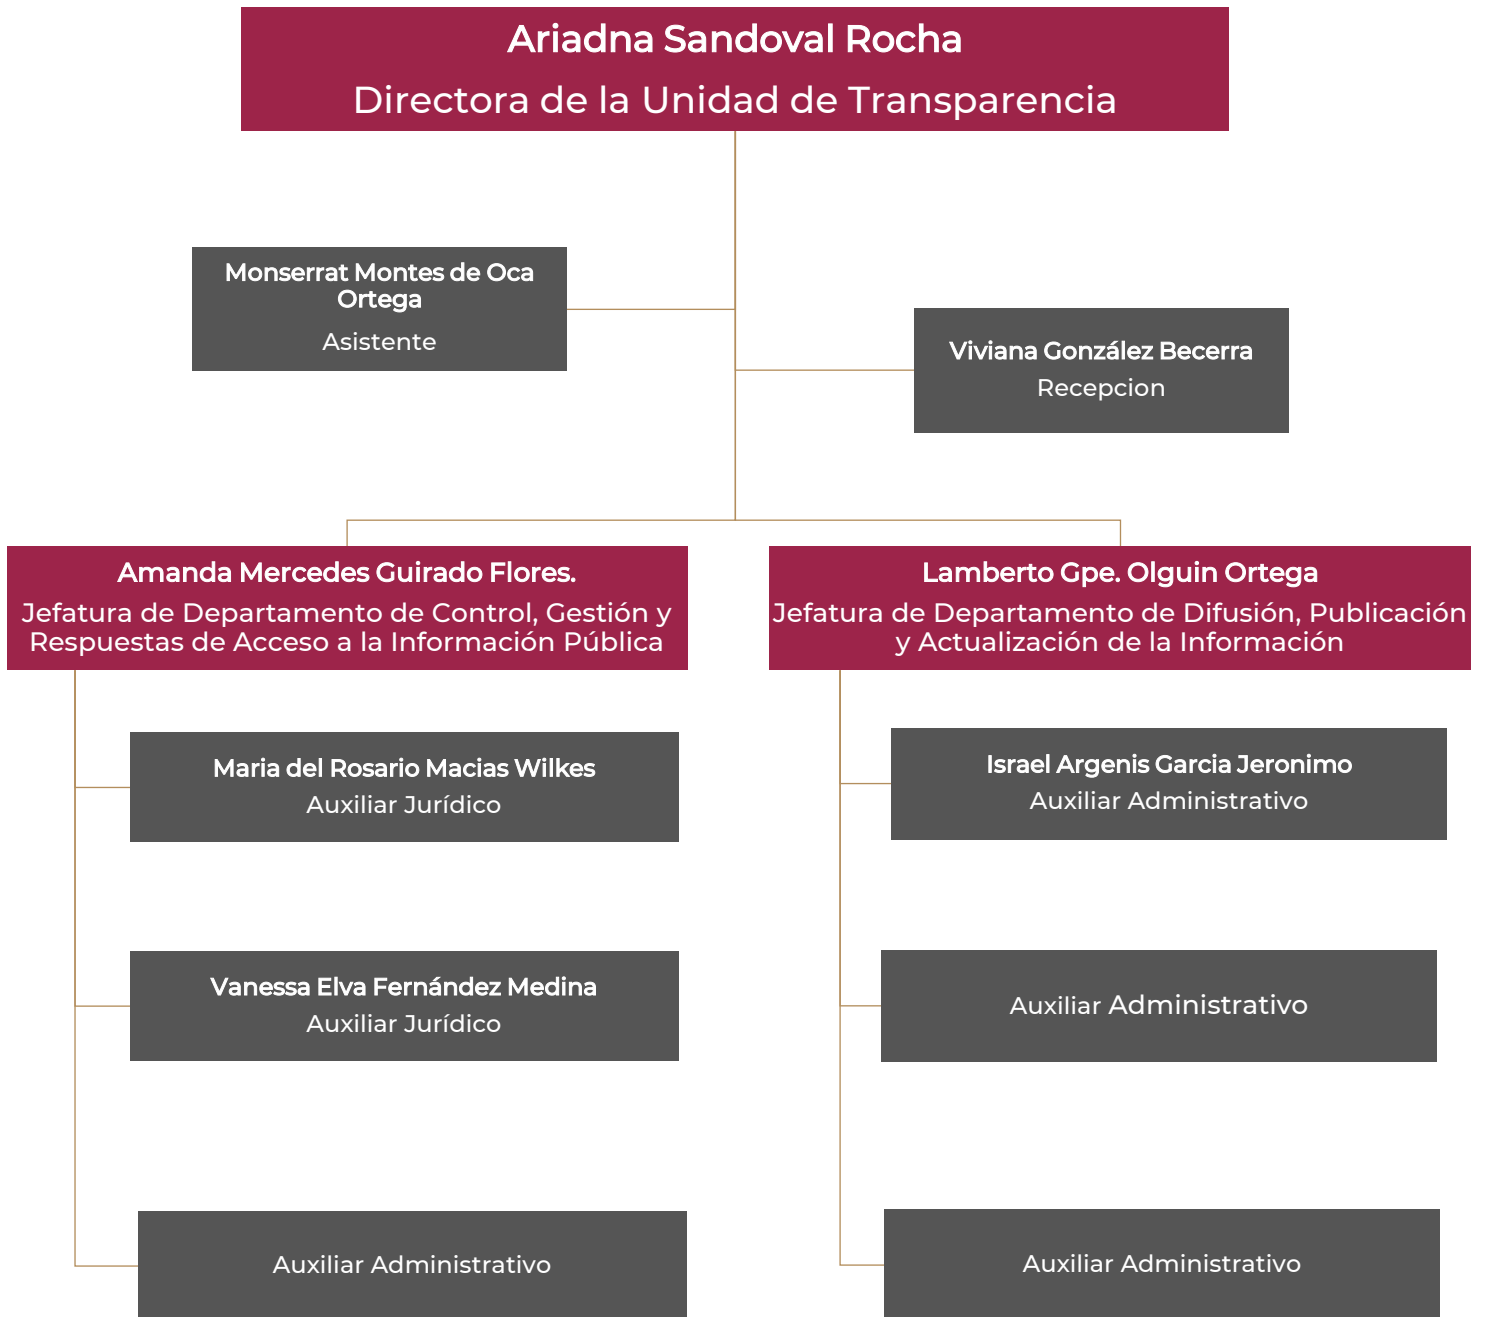 Ariadna Sandoval Rocha
Directora de la Unidad de Transparencia
Monserrat Montes de Oca
Ortega
Asistente
Viviana González Becerra
Recepcion
Amanda Mercedes Guirado Flores.
Jefatura de Departamento de Control, Gestión y
Respuestas de Acceso a la Información Pública
Lamberto Gpe. Olguin Ortega
Jefatura de Departamento de Difusión, Publicación
y Actualización de la Información
Maria del Rosario Macias Wilkes
Auxiliar Jurídico
Israel Argenis Garcia Jeronimo
Auxiliar Administrativo
Vanessa Elva Fernández Medina
Auxiliar Jurídico
Auxiliar Administrativo
Auxiliar Administrativo
Auxiliar Administrativo